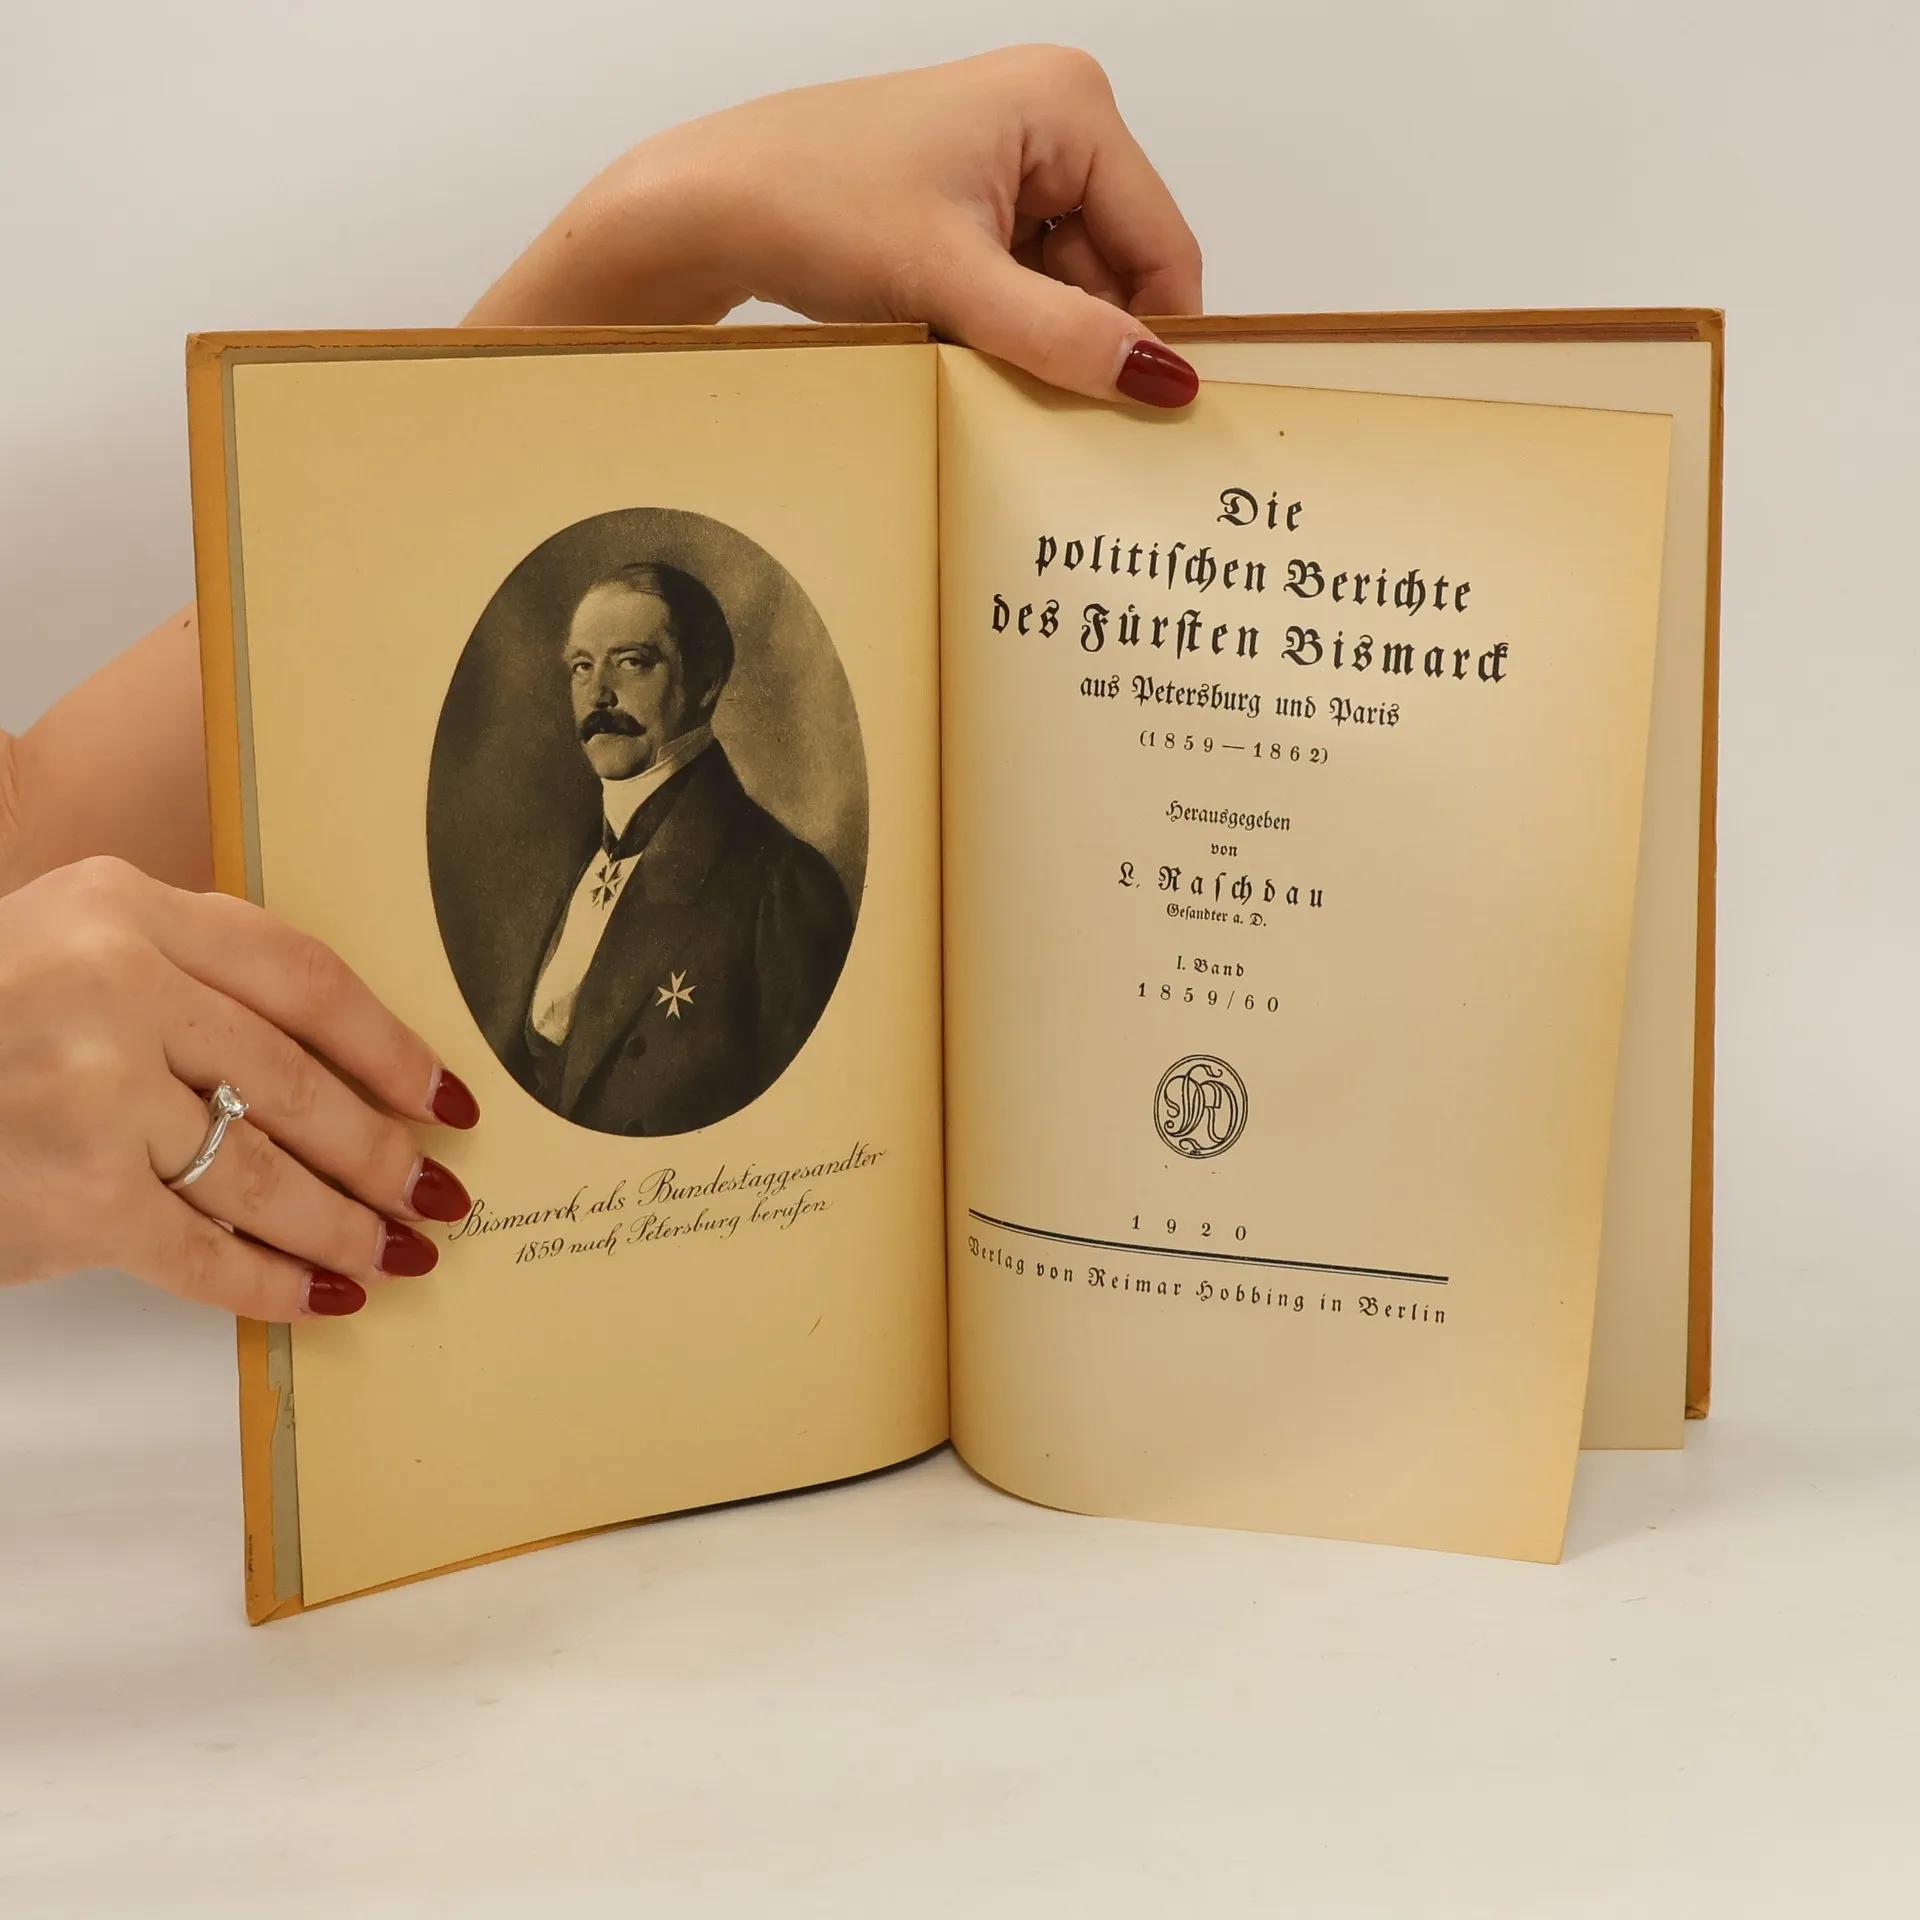 Bismarck als Bundestaggesandter
1859 nach Petersburg berufen
Die
politiſchen Berichte
des Fürſten Bismarck
aus Petersburg und Paris
(1859—1862)
Herausgegeben
von
L. Raſchdau
Geſandter a. D.
I. Band
1859/60
1920
Verlag von Reimar Hobbing in Berlin